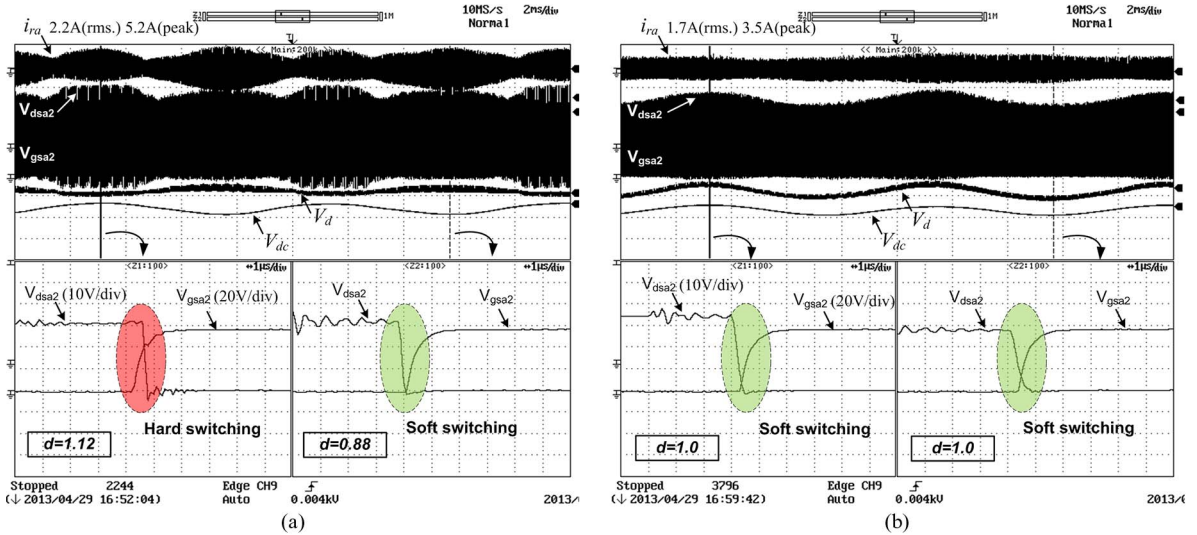 (a)
10MS/s 2ms/div
Normal
i_ra 2.2A(rms.) 5.2A(peak)
<< Main:200k >>
V_dsa2
V_gsa2
V_d
V_dc
<Z1:100> 1µs/div
<Z2:100> 1µs/div
V_dsa2 (10V/div) V_gsa2 (20V/div)
V_dsa2 V_gsa2
Hard switching
Soft switching
d=1.12
d=0.88
Stopped 2244 Edge CH9
2013/04/29 16:52:04) Auto 0.004kV 2013/
(a)
10MS/s 2ms/div
Normal
i_ra 1.7A(rms.) 3.5A(peak)
<< Main:200k >>
V_dsa2
V_gsa2
V_d
V_dc
<Z1:100> 1µs/div
<Z2:100> 1µs/div
V_dsa2 (10V/div) V_gsa2 (20V/div)
V_dsa2 V_gsa2
Soft switching
Soft switching
d=1.0
d=1.0
Stopped 3796 Edge CH9
2013/04/29 16:59:42) Auto 0.004kV 2013/
(b)